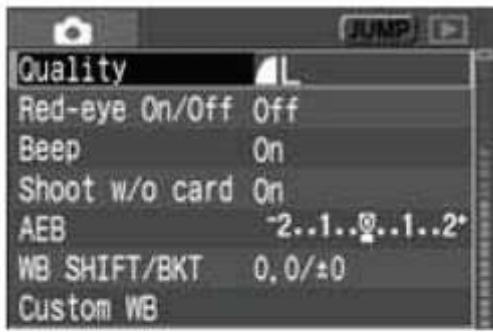 JUMP
Quality L
Red-eye On/Off Off
Beep On
Shoot w/o card On
AEB -2..1..0..1..2+
WB SHIFT/BKT 0,0/±0
Custom WB